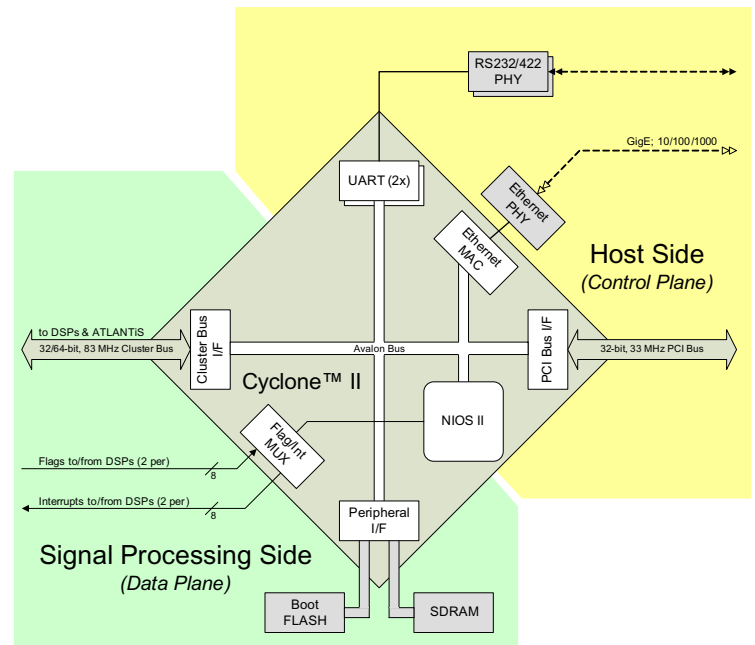 RS232/422
PHY
GigE; 10/100/1000
UART (2x)
Ethernet
PHY
Ethernet
MAC
Host Side
(Control Plane)
to DSPs & ATLANTiS
32/64-bit, 83 MHz Cluster Bus
Cluster Bus
I/F
Avalon Bus
PCI Bus I/F
32-bit, 33 MHz PCI Bus
Cyclone™ II
NIOS II
Flag/Int
MUX
Flags to/from DSPs (2 per)
8
Interrupts to/from DSPs (2 per)
8
Peripheral
I/F
Signal Processing Side
(Data Plane)
Boot
FLASH
SDRAM